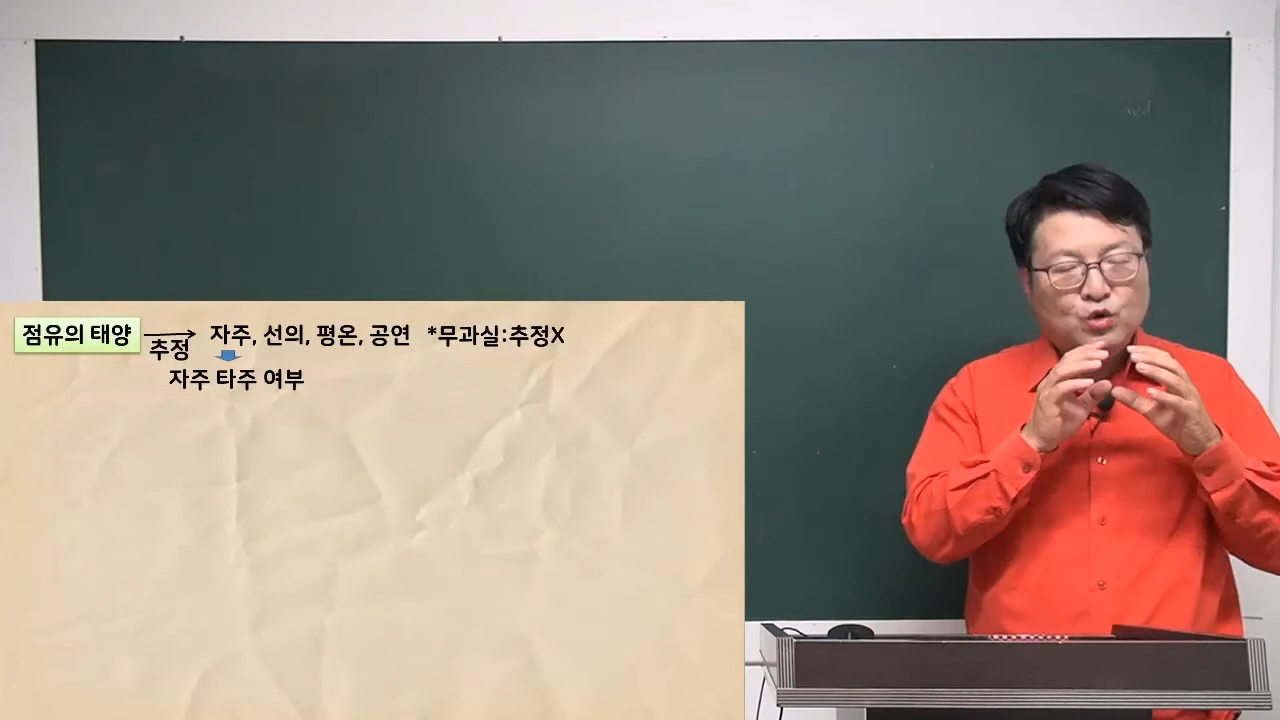 점유의 태양 추정 자주, 선의, 평온, 공연 *무과실:추정X
자주 타주 여부